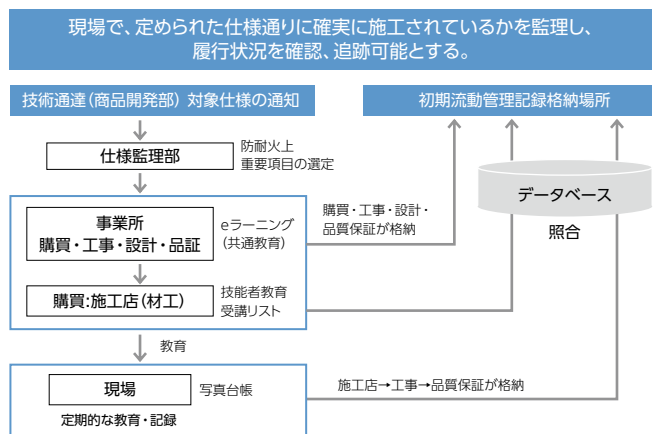 現場で、定められた仕様通りに確実に施工されているかを監理し、
履行状況を確認、追跡可能とする。
技術通達(商品開発部) 対象仕様の通知
初期流動管理記録格納場所
仕様監理部
防耐火上
重要項目の選定
データベース
照合
事業所
購買・工事・設計・品証
eラーニング
(共通教育)
購買・工事・設計・
品質保証が格納
購買:施工店(材工)
技能者教育
受講リスト
教育
現場
写真台帳
定期的な教育・記録
施工店→工事→品質保証が格納